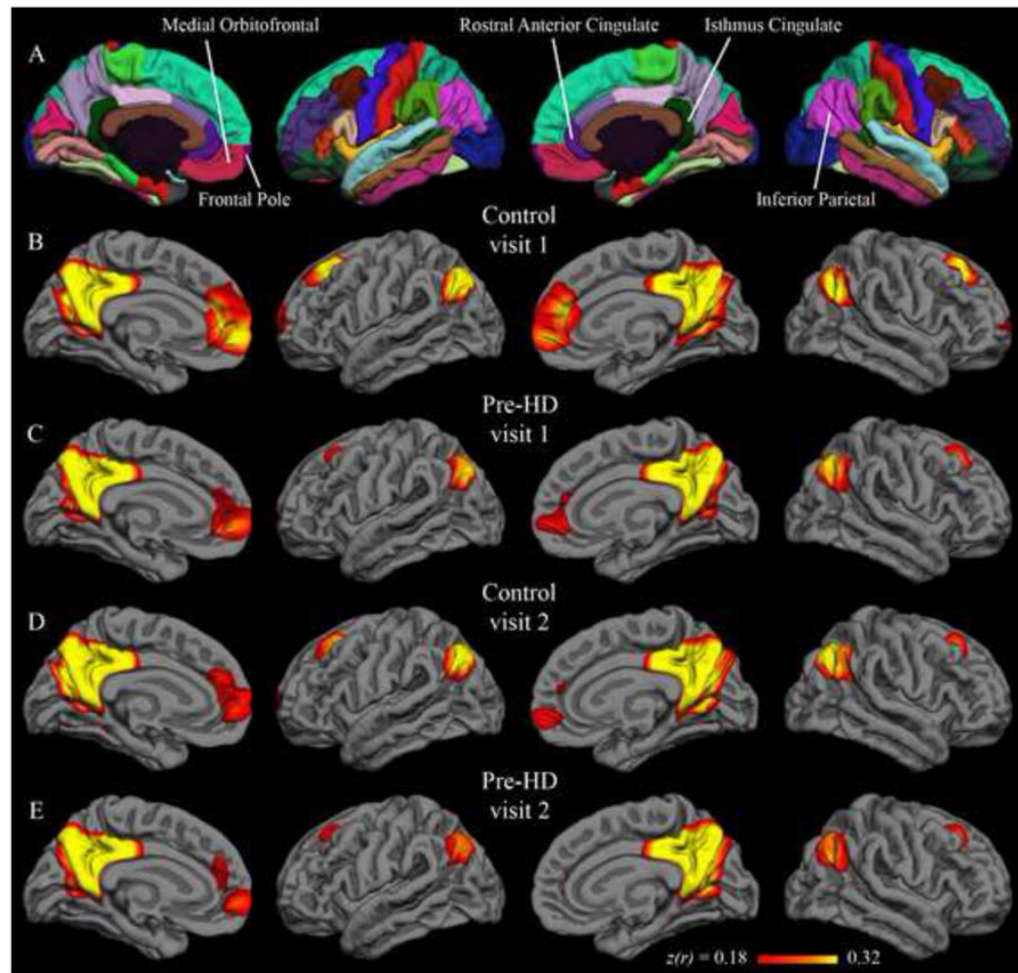 Medial Orbitofrontal
Rostral Anterior Cingulate
Isthmus Cingulate
A
Frontal Pole
Inferior Parietal
Control
visit 1
B
Pre-HD
visit 1
C
Control
visit 2
D
Pre-HD
visit 2
E
z(r) = 0.18 0.32